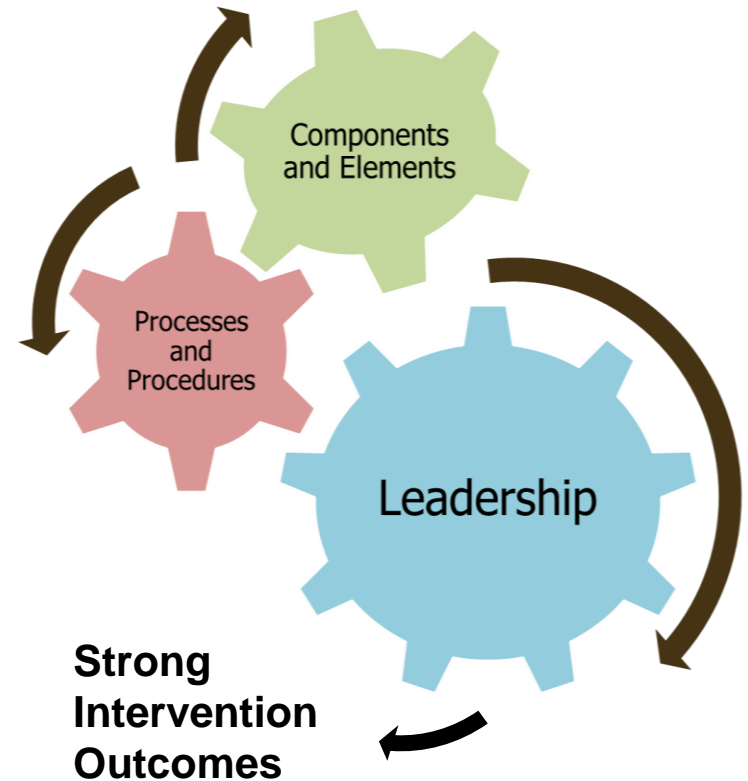 Components
and Elements
Processes
and
Procedures
Leadership
Strong
Intervention
Outcomes